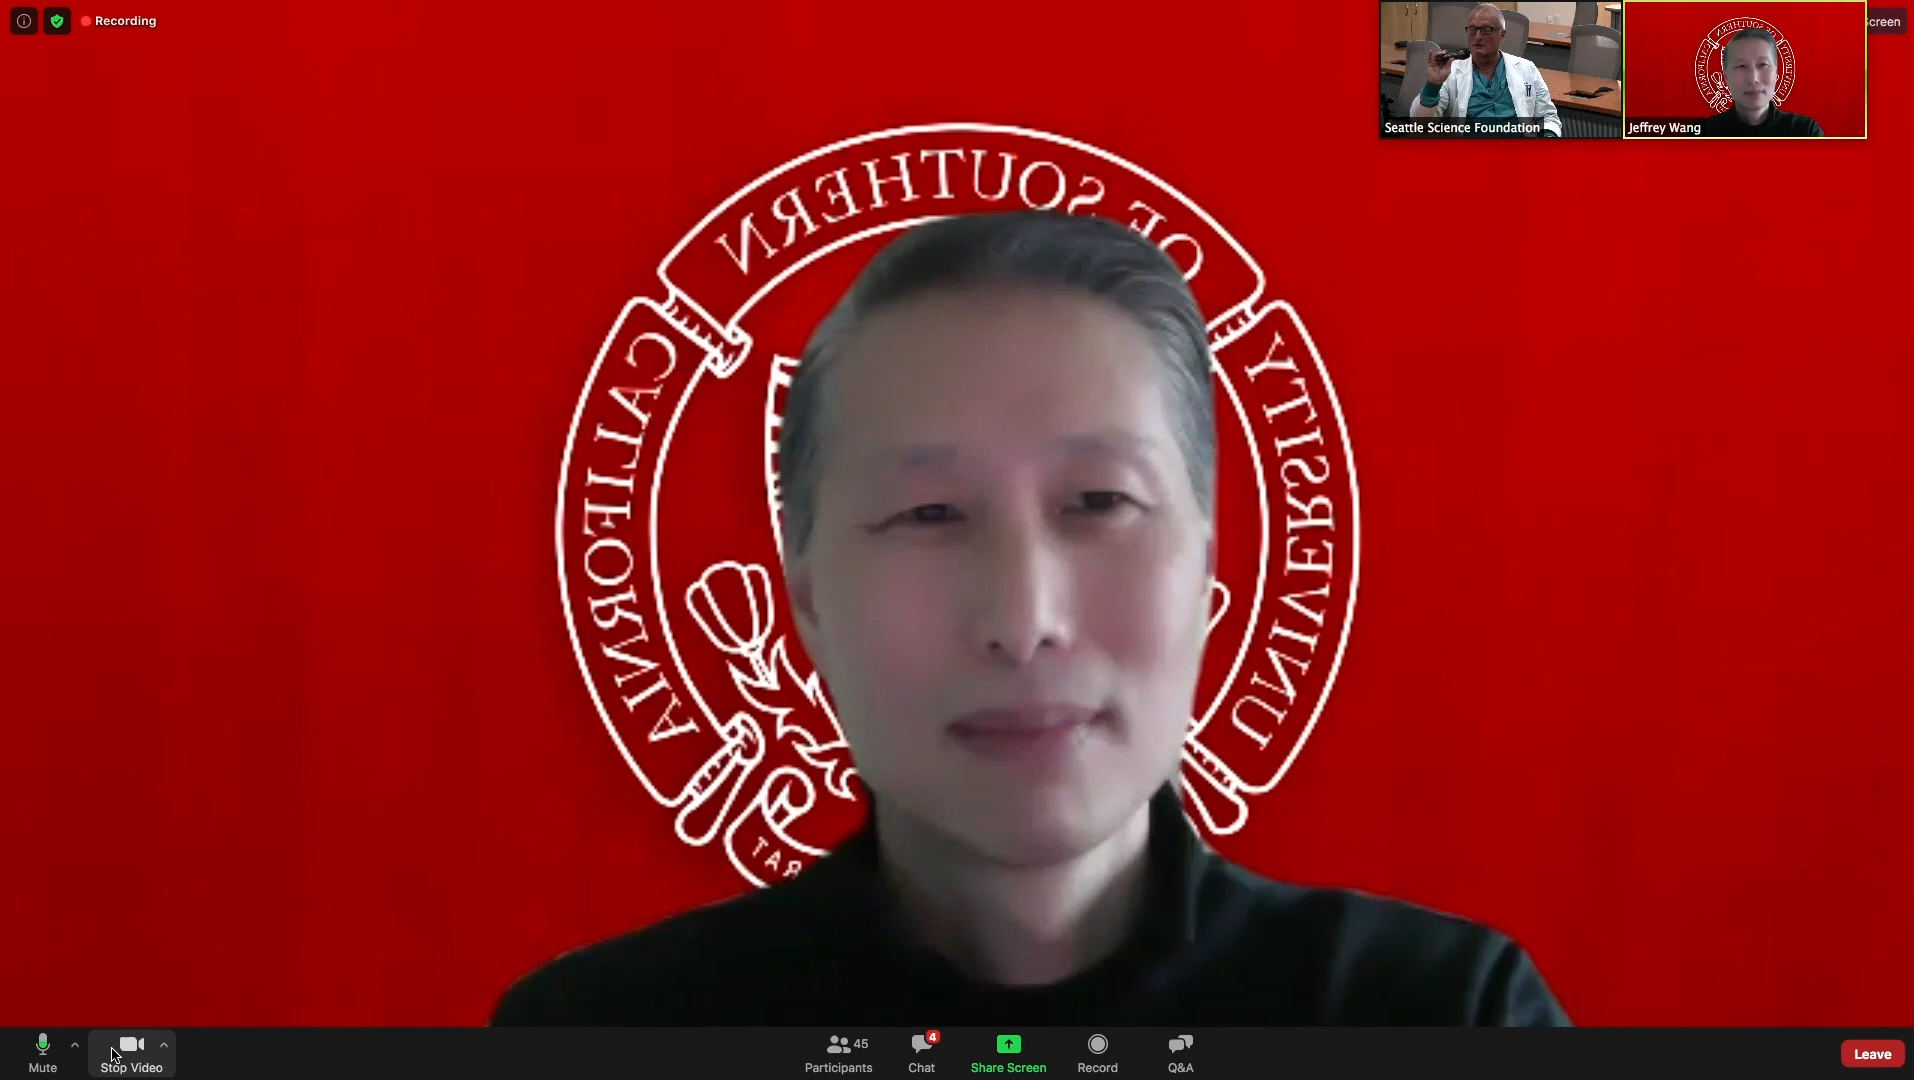 Recording
Screen
Seattle Science Foundation
Jeffrey Wang
UNIVERSITY
OF SOUTHERN
CALIFORNIA
Mute
Stop Video
45
Participants
4
Chat
Share Screen
Record
Q&A
Leave